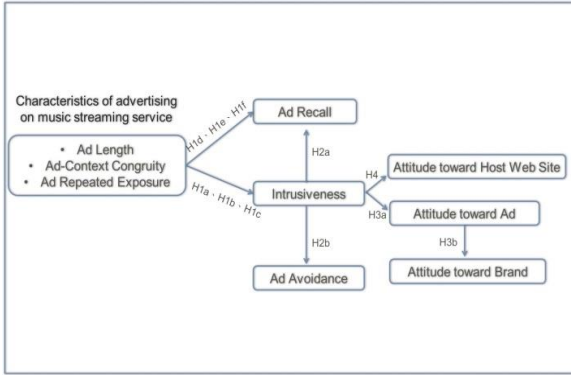 Characteristics of advertising
on music streaming service
• Ad Length
• Ad-Context Congruity
• Ad Repeated Exposure
H1d · H1e · H1f
H1a · H1b · H1c
Ad Recall
H2a
Intrusiveness
H2b
Ad Avoidance
H4
H3a
Attitude toward Host Web Site
Attitude toward Ad
H3b
Attitude toward Brand